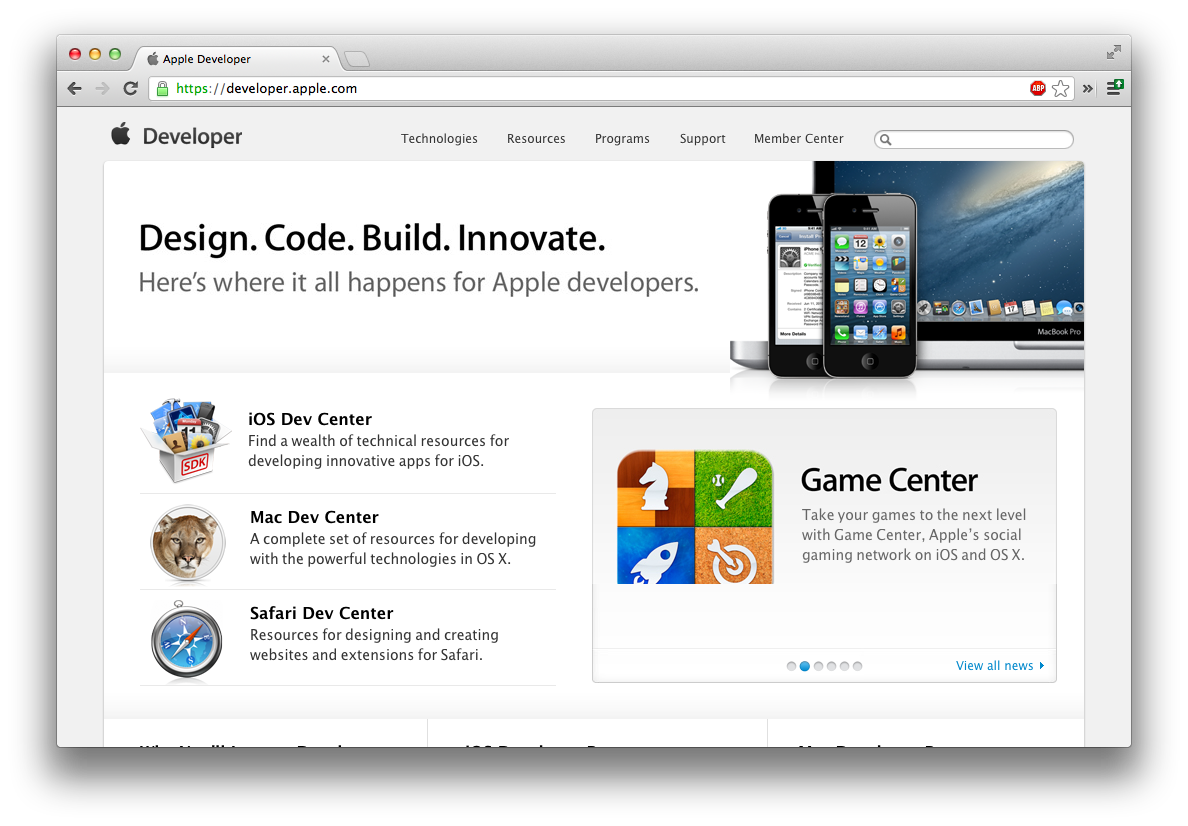 Apple Developer
https://developer.apple.com
ABP
Developer
Technologies
Resources
Programs
Support
Member Center
Design. Code. Build. Innovate.
Here's where it all happens for Apple developers.
MacBook Pro
iOS Dev Center
Find a wealth of technical resources for
developing innovative apps for iOS.
SDK
Mac Dev Center
A complete set of resources for developing
with the powerful technologies in OS X.
Safari Dev Center
Resources for designing and creating
websites and extensions for Safari.
Game Center
Take your games to the next level
with Game Center, Apple's social
gaming network on iOS and OS X.
View all news